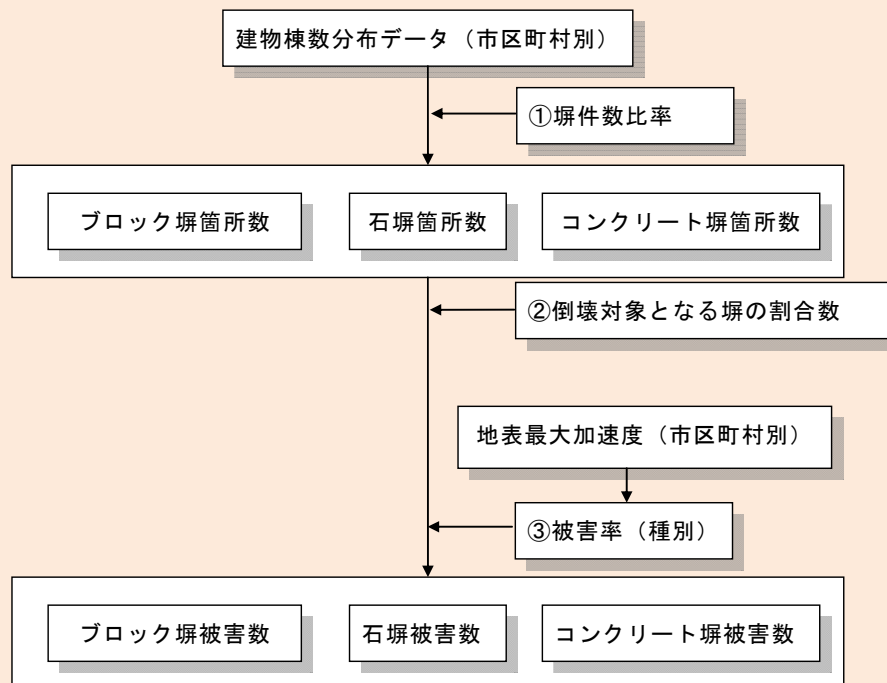 建物棟数分布データ（市区町村別）
①塀件数比率
ブロック塀箇所数
石塀箇所数
コンクリート塀箇所数
②倒壊対象となる塀の割合数
地表最大加速度（市区町村別）
③被害率（種別）
ブロック塀被害数
石塀被害数
コンクリート塀被害数